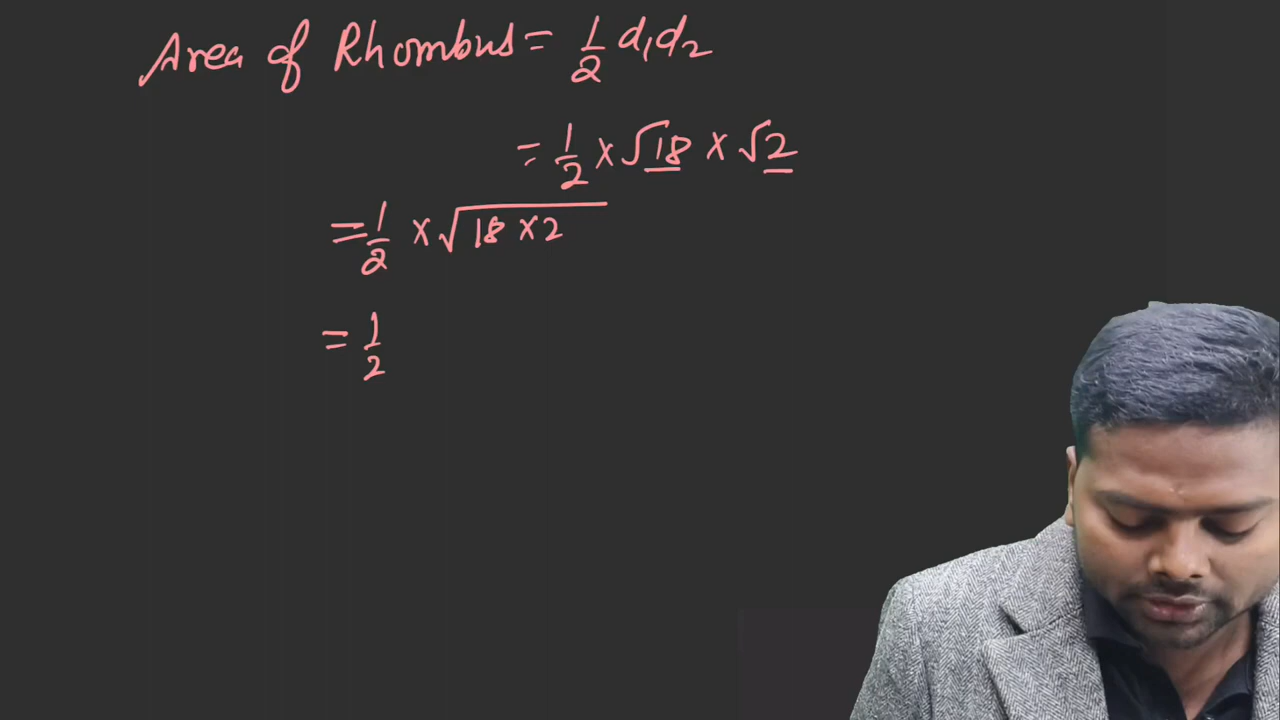 Area of Rhombus = 1/2 d₁d₂
= 1/2 × √18 × √2
= 1/2 × √18 × 2
= 1/2